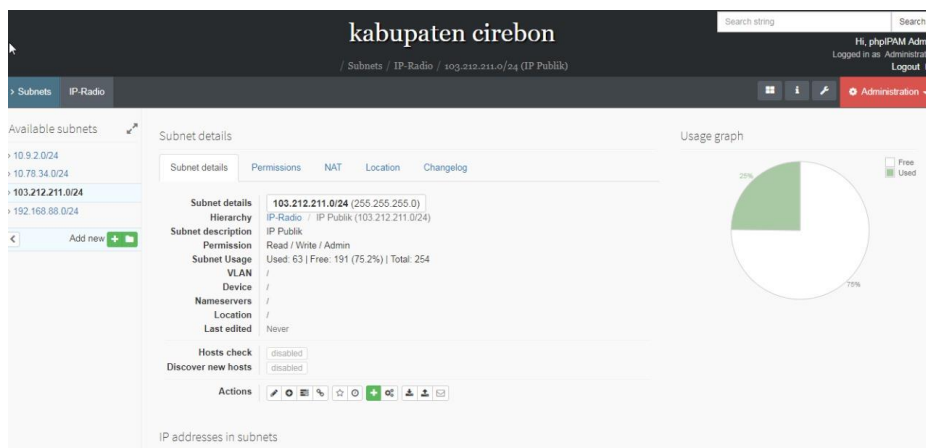 Search string
Search
kabupaten cirebon
Hi, phpIPAM Adm
/ Subnets / IP-Radio / 103.212.211.0/24 (IP Publik)
Logged in as Administrat
Logout
> Subnets IP-Radio
Administration
Available subnets
> 10.9.2.0/24
> 10.78.34.0/24
> 103.212.211.0/24
> 192.168.88.0/24
Add new
Subnet details
Subnet details Permissions NAT Location Changelog
Subnet details 103.212.211.0/24 (255.255.255.0)
Hierarchy IP-Radio / IP Publik (103.212.211.0/24)
Subnet description IP Publik
Permission Read / Write / Admin
Subnet Usage Used: 63 | Free: 191 (75.2%) | Total: 254
VLAN /
Device /
Nameservers /
Location /
Last edited Never
Hosts check disabled
Discover new hosts disabled
Actions
IP addresses in subnets
Usage graph
Free
Used
25%
75%